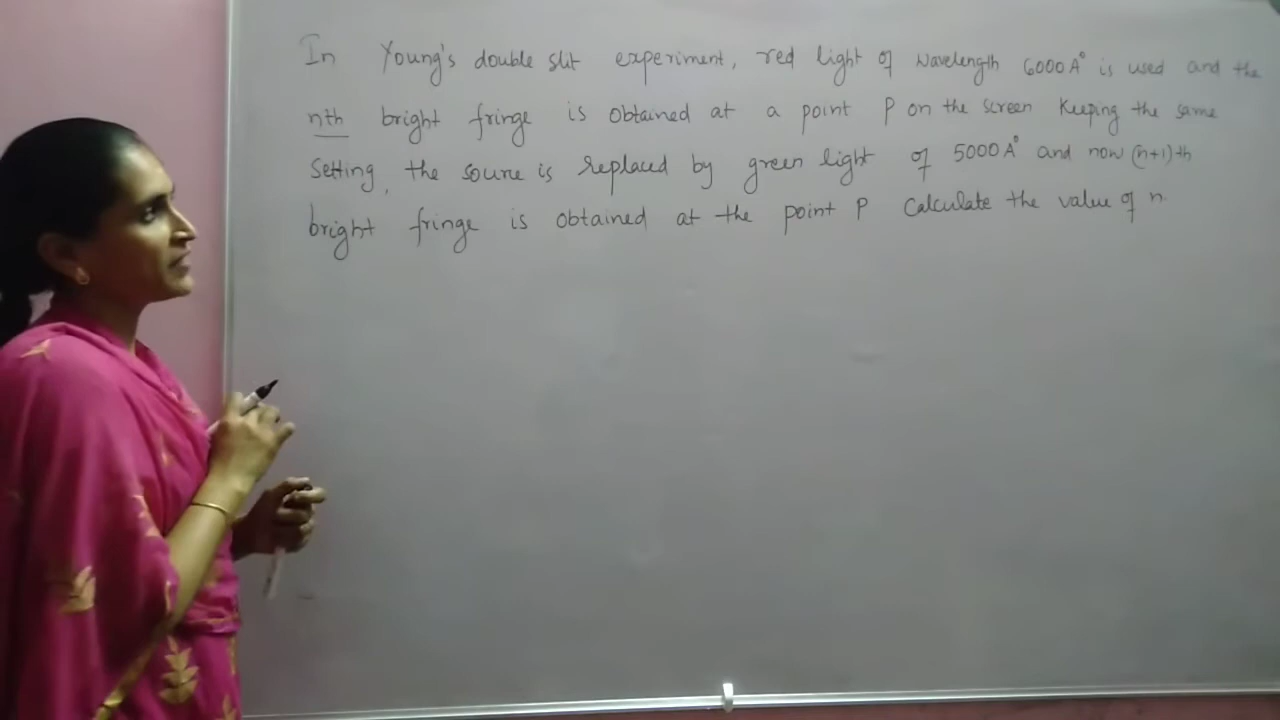 In Young's double slit experiment, red light of wavelength 6000 A° is used and the
nth bright fringe is obtained at a point P on the screen Keeping the same
Setting, the source is replaced by green light of 5000 A° and now (n+1)th
bright fringe is obtained at the point P Calculate the value of n.